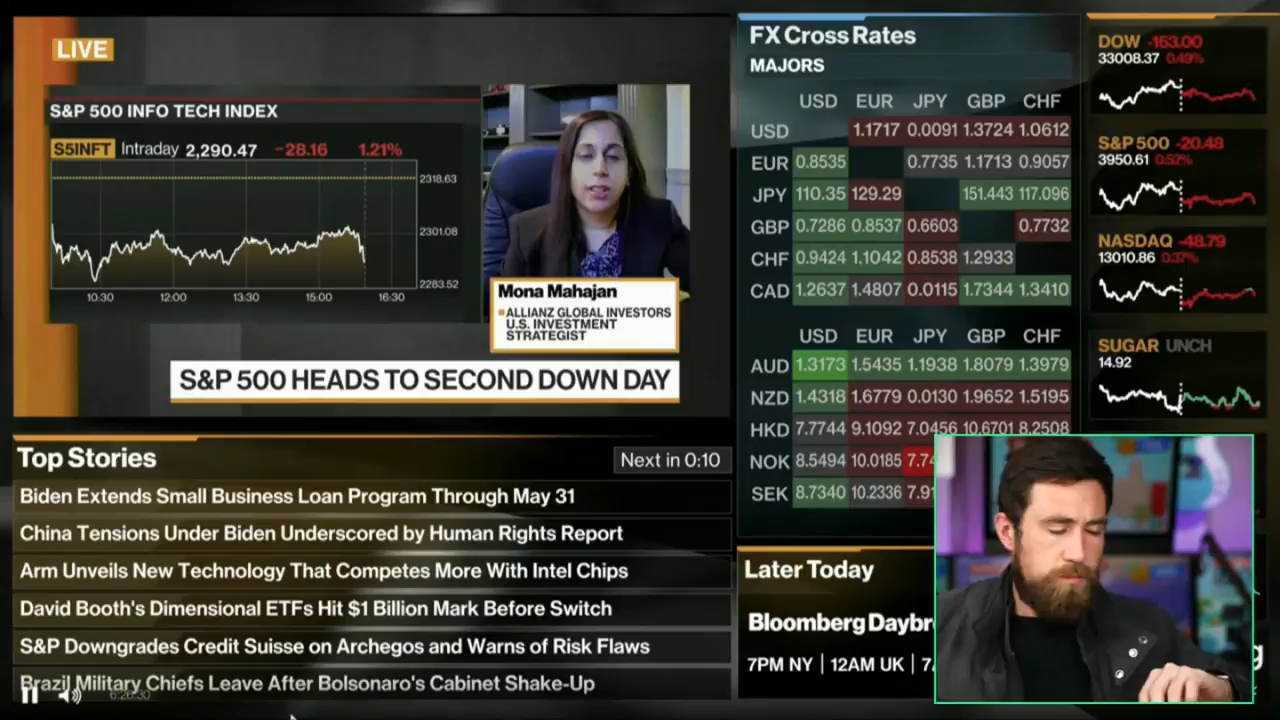 LIVE
S&P 500 INFO TECH INDEX
S5INFT Intraday 2,290.47 -28.16 1.21%
2318.63
2301.08
2283.52
10:30 12:00 13:30 15:00 16:30
Mona Mahajan
ALLIANZ GLOBAL INVESTORS
U.S. INVESTMENT
STRATEGIST
S&P 500 HEADS TO SECOND DOWN DAY
Top Stories
Next in 0:10
Biden Extends Small Business Loan Program Through May 31
China Tensions Under Biden Underscored by Human Rights Report
Arm Unveils New Technology That Competes More With Intel Chips
David Booth's Dimensional ETFs Hit $1 Billion Mark Before Switch
S&P Downgrades Credit Suisse on Archegos and Warns of Risk Flaws
Brazil Military Chiefs Leave After Bolsonaro's Cabinet Shake-Up
6:26:30
FX Cross Rates
MAJORS
USD EUR JPY GBP CHF
USD 1.1717 0.0091 1.3724 1.0612
EUR 0.8535 0.7735 1.1713 0.9057
JPY 110.35 129.29 151.443 117.096
GBP 0.7286 0.8537 0.6603 0.7732
CHF 0.9424 1.1042 0.8538 1.2933
CAD 1.2637 1.4807 0.0115 1.7344 1.3410
USD EUR JPY GBP CHF
AUD 1.3173 1.5435 1.1938 1.8079 1.3979
NZD 1.4318 1.6779 0.0130 1.9652 1.5195
HKD 7.7744 9.1092 7.0456 10.6701 8.2508
NOK 8.5494 10.0185 7.74
SEK 8.7340 10.2336 7.91
Later Today
Bloomberg Daybr
7PM NY | 12AM UK | 7
DOW -153.00
33008.37 0.49%
S&P 500 -20.48
3950.61 0.52%
NASDAQ -48.79
13010.86 0.37%
SUGAR UNCH
14.92